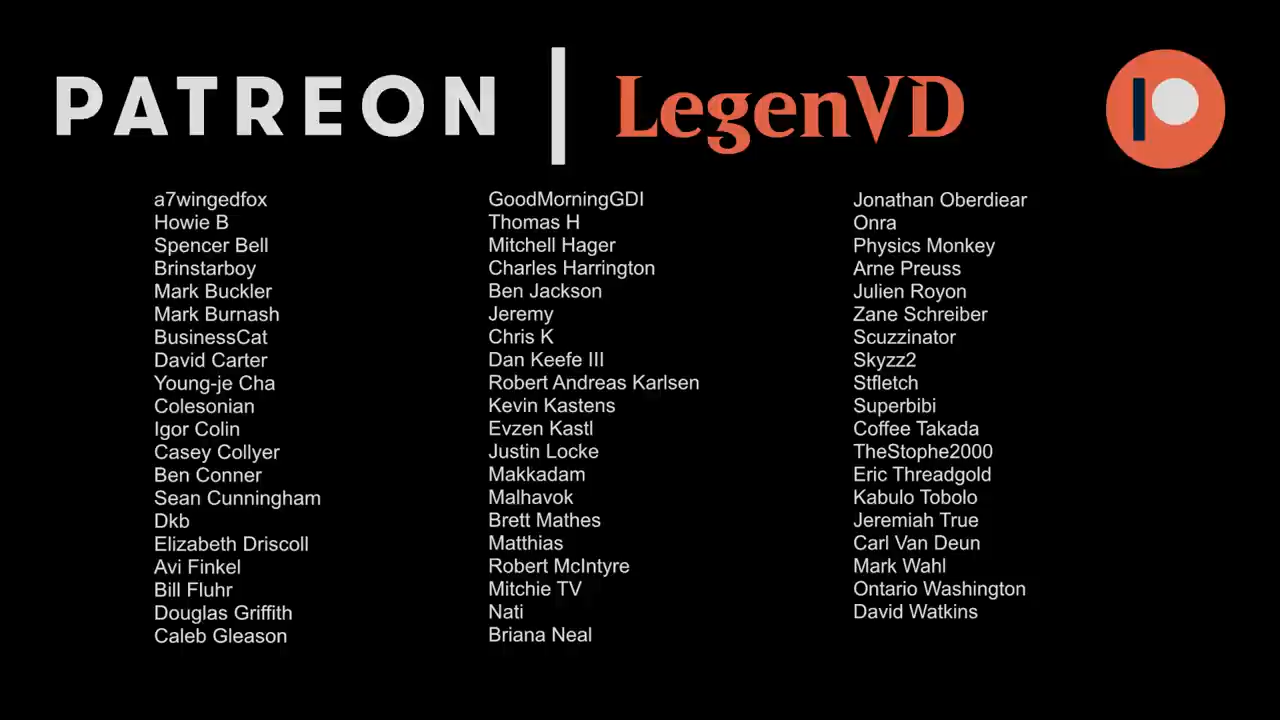 PATREON | LegenVD
a7wingedfox
Howie B
Spencer Bell
Brinstarboy
Mark Buckler
Mark Burnash
BusinessCat
David Carter
Young-je Cha
Colesonian
Igor Colin
Casey Collyer
Ben Conner
Sean Cunningham
Dkb
Elizabeth Driscoll
Avi Finkel
Bill Fluhr
Douglas Griffith
Caleb Gleason
GoodMorningGDI
Thomas H
Mitchell Hager
Charles Harrington
Ben Jackson
Jeremy
Chris K
Dan Keefe III
Robert Andreas Karlsen
Kevin Kastens
Evzen Kastl
Justin Locke
Makkadam
Malhavok
Brett Mathes
Matthias
Robert McIntyre
Mitchie TV
Nati
Briana Neal
Jonathan Oberdiear
Onra
Physics Monkey
Arne Preuss
Julien Royon
Zane Schreiber
Scuzzinator
Skyzz2
Stfletch
Superbibi
Coffee Takada
TheStophe2000
Eric Threadgold
Kabulo Tobolo
Jeremiah True
Carl Van Deun
Mark Wahl
Ontario Washington
David Watkins